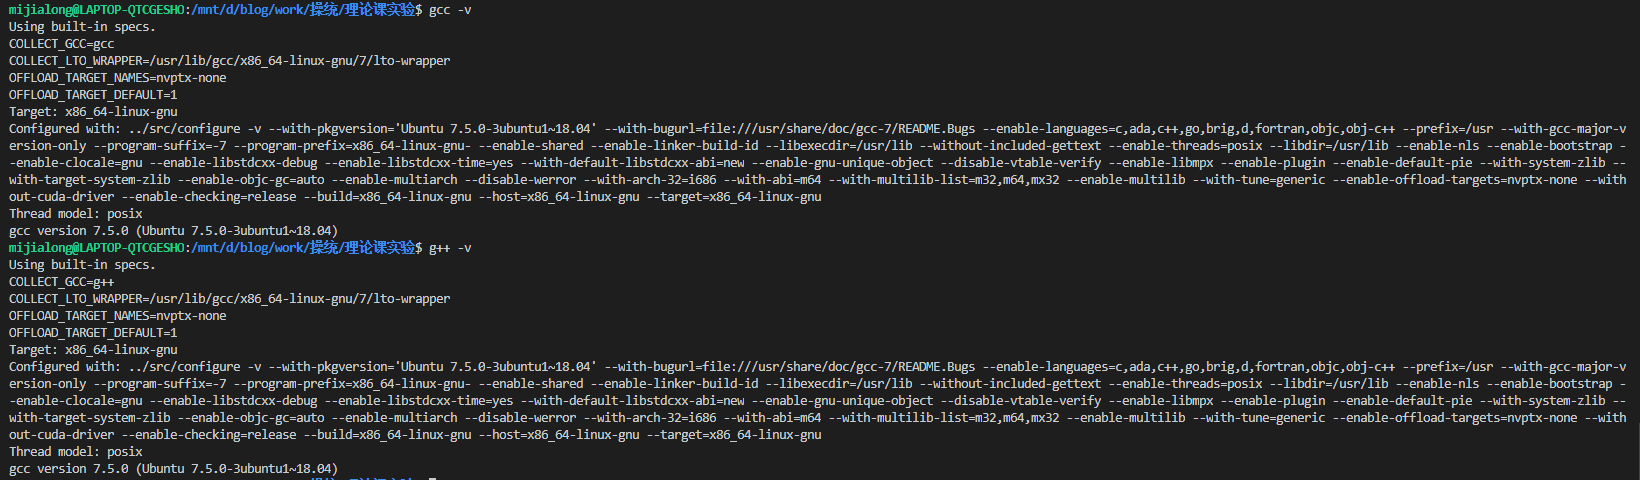 mijialong@LAPTOP-QTCGESHO:/mnt/d/blog/work/操统/理论课实验$ gcc -v
Using built-in specs.
COLLECT_GCC=gcc
COLLECT_LTO_WRAPPER=/usr/lib/gcc/x86_64-linux-gnu/7/lto-wrapper
OFFLOAD_TARGET_NAMES=nvptx-none
OFFLOAD_TARGET_DEFAULT=1
Target: x86_64-linux-gnu
Configured with: ../src/configure -v --with-pkgversion='Ubuntu 7.5.0-3ubuntu1~18.04' --with-bugurl=file:///usr/share/doc/gcc-7/README.Bugs --enable-languages=c,ada,c++,go,brig,d,fortran,objc,obj-c++ --prefix=/usr --with-gcc-major-v
ersion-only --program-suffix=-7 --program-prefix=x86_64-linux-gnu- --enable-shared --enable-linker-build-id --libexecdir=/usr/lib --without-included-gettext --enable-threads=posix --libdir=/usr/lib --enable-nls --enable-bootstrap -
-enable-clocale=gnu --enable-libstdcxx-debug --enable-libstdcxx-time=yes --with-default-libstdcxx-abi=new --enable-gnu-unique-object --disable-vtable-verify --enable-libmpx --enable-plugin --enable-default-pie --with-system-zlib --
with-target-system-zlib --enable-objc-gc=auto --enable-multiarch --disable-werror --with-arch-32=i686 --with-abi=m64 --with-multilib-list=m32,m64,mx32 --enable-multilib --with-tune=generic --enable-offload-targets=nvptx-none --with
out-cuda-driver --enable-checking=release --build=x86_64-linux-gnu --host=x86_64-linux-gnu --target=x86_64-linux-gnu
Thread model: posix
gcc version 7.5.0 (Ubuntu 7.5.0-3ubuntu1~18.04)
mijialong@LAPTOP-QTCGESHO:/mnt/d/blog/work/操统/理论课实验$ g++ -v
Using built-in specs.
COLLECT_GCC=g++
COLLECT_LTO_WRAPPER=/usr/lib/gcc/x86_64-linux-gnu/7/lto-wrapper
OFFLOAD_TARGET_NAMES=nvptx-none
OFFLOAD_TARGET_DEFAULT=1
Target: x86_64-linux-gnu
Configured with: ../src/configure -v --with-pkgversion='Ubuntu 7.5.0-3ubuntu1~18.04' --with-bugurl=file:///usr/share/doc/gcc-7/README.Bugs --enable-languages=c,ada,c++,go,brig,d,fortran,objc,obj-c++ --prefix=/usr --with-gcc-major-v
ersion-only --program-suffix=-7 --program-prefix=x86_64-linux-gnu- --enable-shared --enable-linker-build-id --libexecdir=/usr/lib --without-included-gettext --enable-threads=posix --libdir=/usr/lib --enable-nls --enable-bootstrap -
-enable-clocale=gnu --enable-libstdcxx-debug --enable-libstdcxx-time=yes --with-default-libstdcxx-abi=new --enable-gnu-unique-object --disable-vtable-verify --enable-libmpx --enable-plugin --enable-default-pie --with-system-zlib --
with-target-system-zlib --enable-objc-gc=auto --enable-multiarch --disable-werror --with-arch-32=i686 --with-abi=m64 --with-multilib-list=m32,m64,mx32 --enable-multilib --with-tune=generic --enable-offload-targets=nvptx-none --with
out-cuda-driver --enable-checking=release --build=x86_64-linux-gnu --host=x86_64-linux-gnu --target=x86_64-linux-gnu
Thread model: posix
gcc version 7.5.0 (Ubuntu 7.5.0-3ubuntu1~18.04)